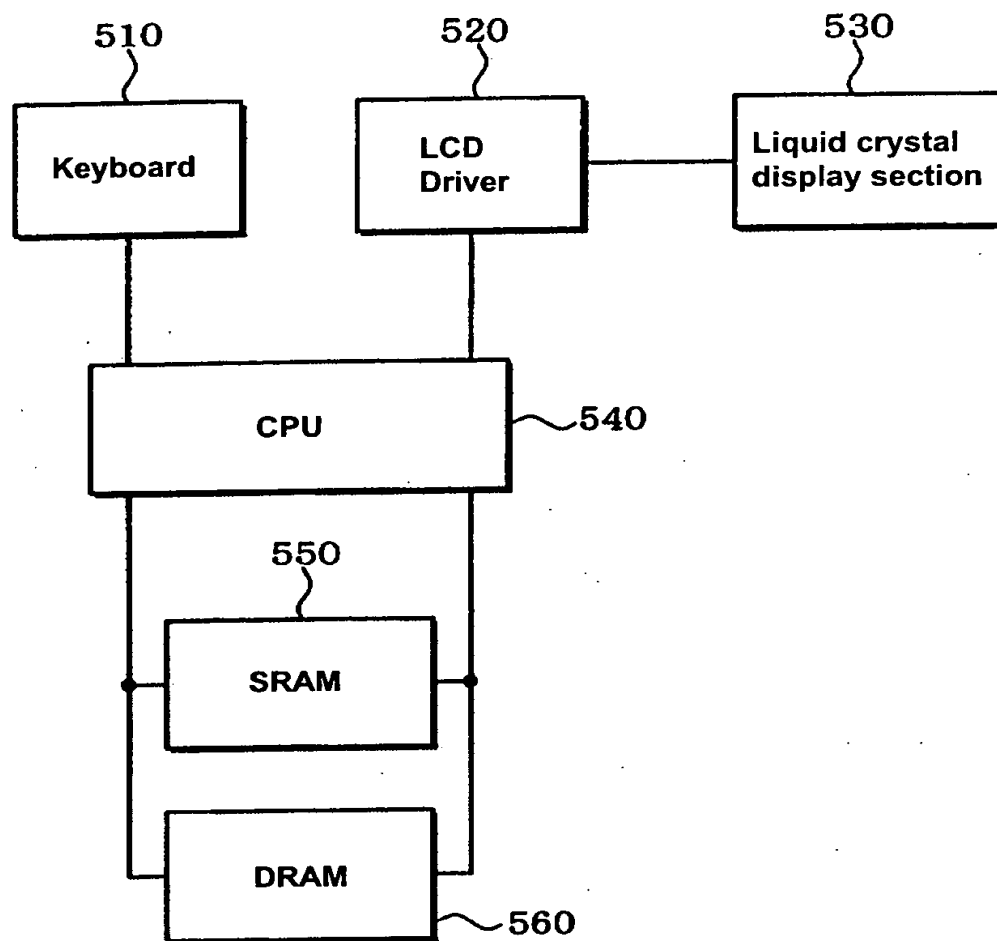 510
520
530
Keyboard
LCD
Driver
Liquid crystal
display section
CPU
540
550
SRAM
DRAM
560